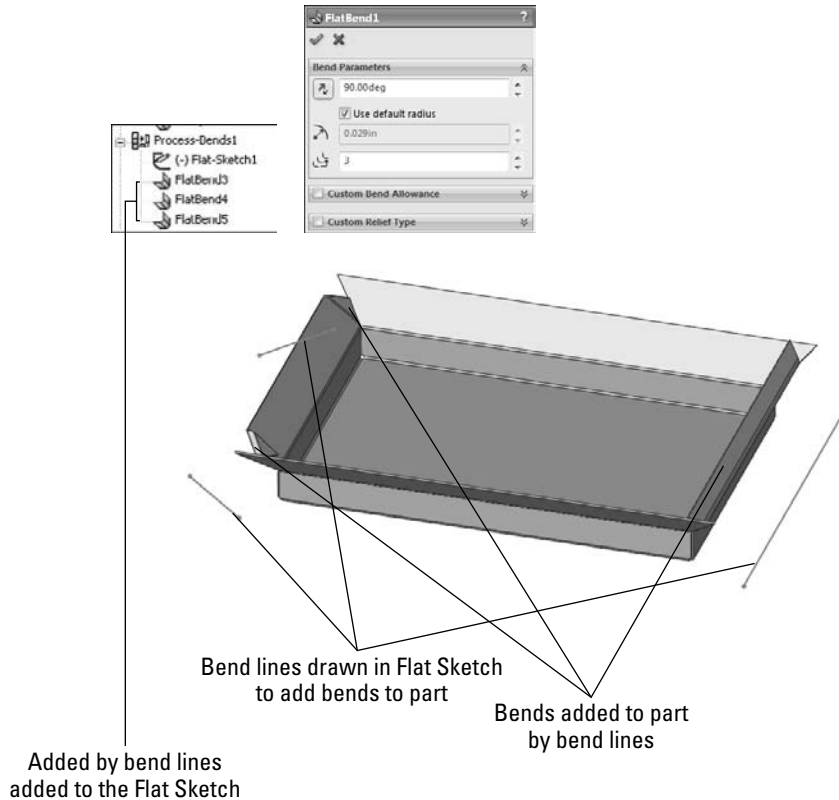 FlatBend1 ?
Bend Parameters
90.00deg
Use default radius
0.029in
3
Custom Bend Allowance
Custom Relief Type
Process-Bends1
(-) Flat-Sketch1
FlatBend3
FlatBend4
FlatBend5
Bend lines drawn in Flat Sketch
to add bends to part
Bends added to part
by bend lines
Added by bend lines
added to the Flat Sketch